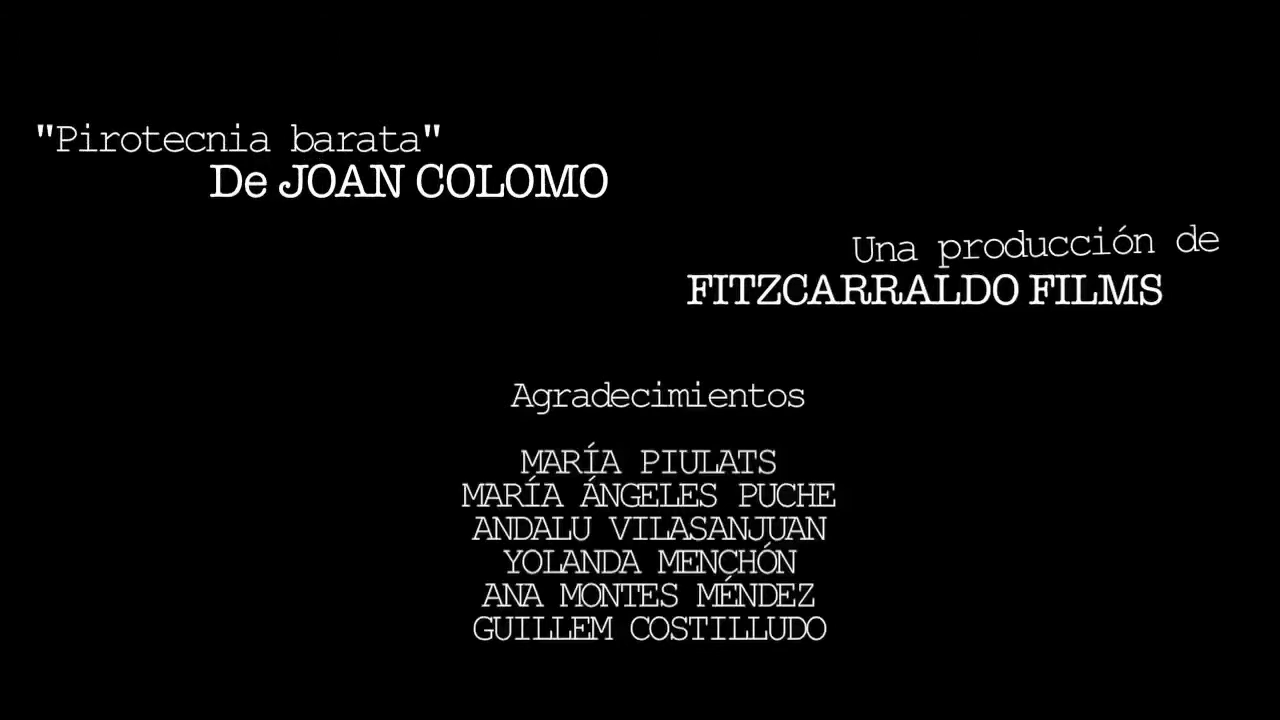 "Pirotecnia barata"
De JOAN COLOMO
Una producción de
FITZCARRALDO FILMS
Agradecimientos
MARÍA PIULATS
MARÍA ÁNGELES PUCHE
ANDALU VILASANJUAN
YOLANDA MENCHÓN
ANA MONTES MÉNDEZ
GUILLEM COSTILLUDO